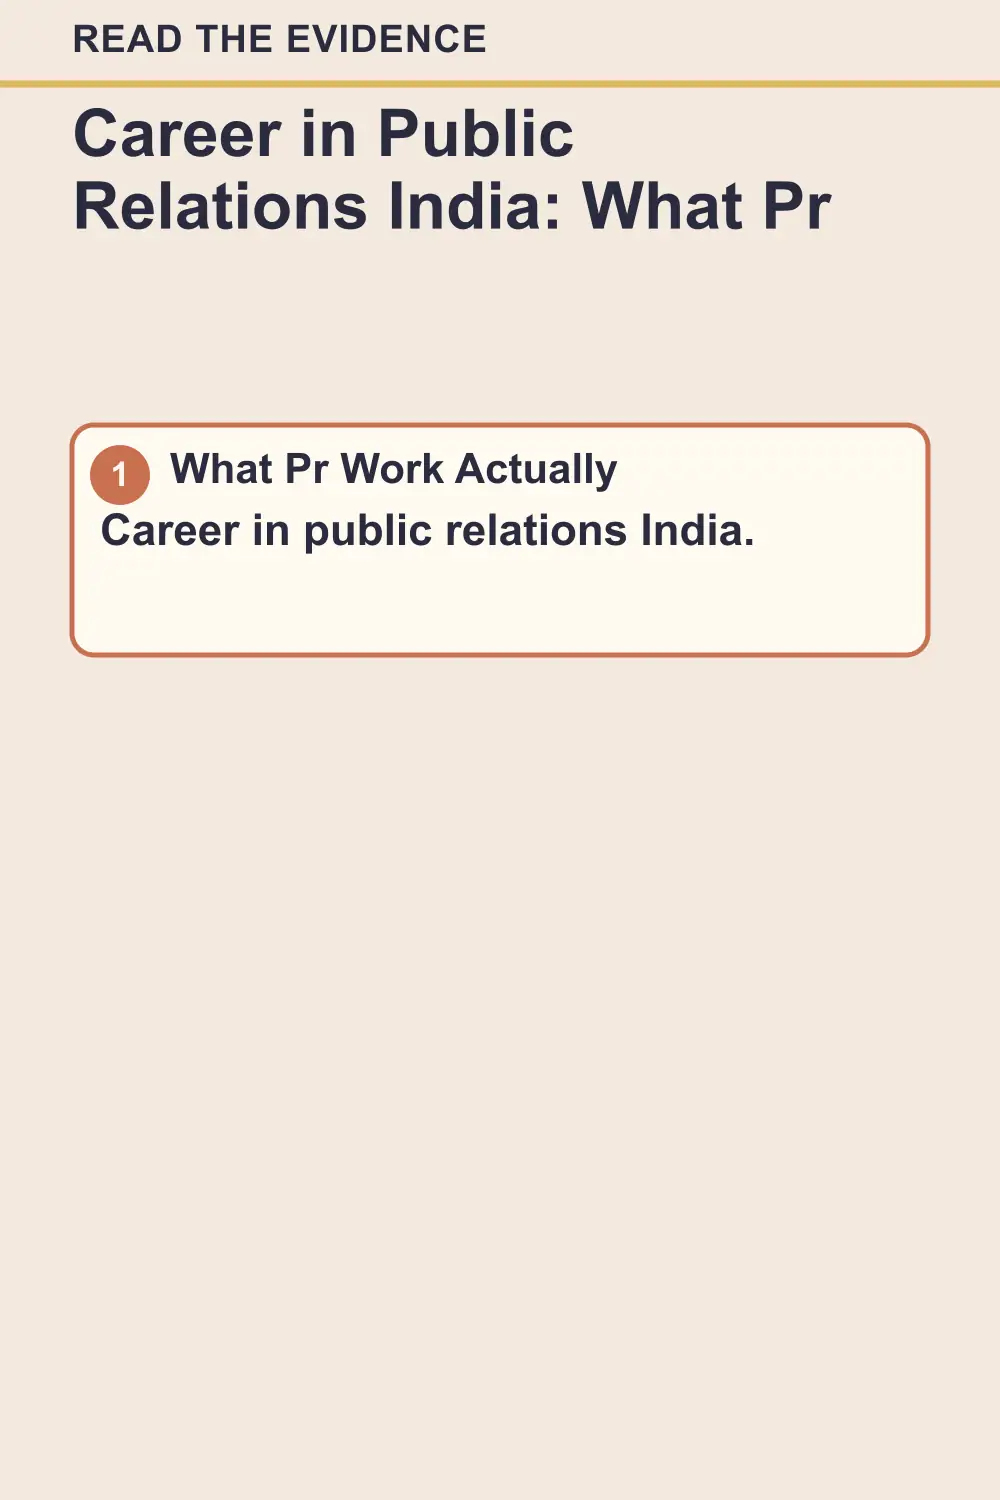 READ THE EVIDENCE
Career in Public
Relations India: What Pr
1 What Pr Work Actually
Career in public relations India.